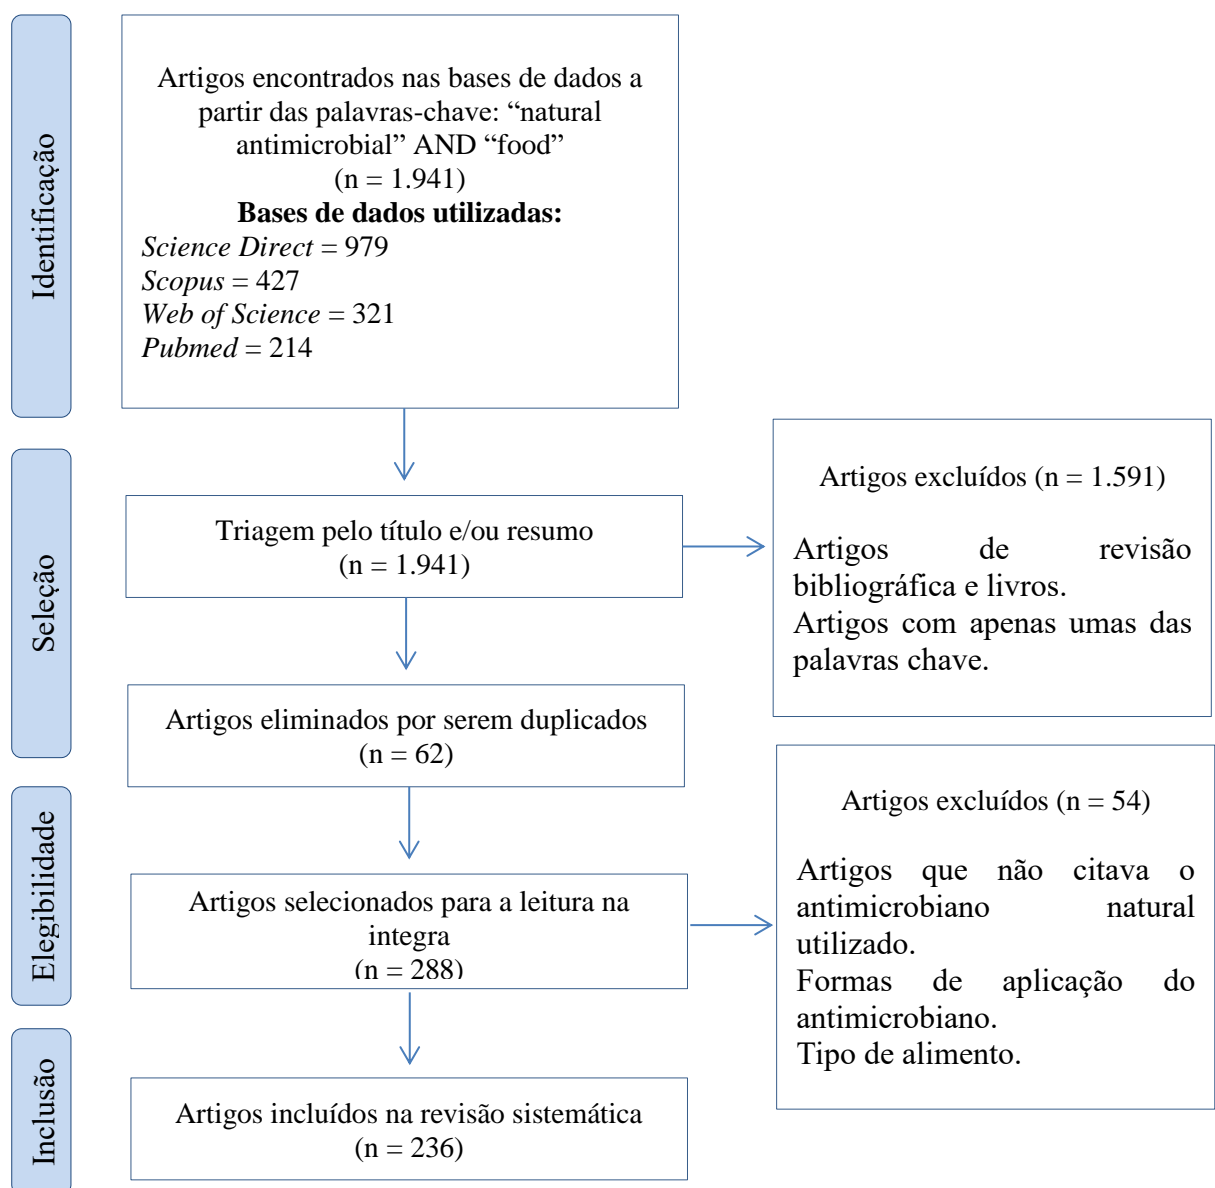 Identificação
Artigos encontrados nas bases de dados a
partir das palavras-chave: “natural
antimicrobial” AND “food”
(n = 1.941)
Bases de dados utilizadas:
Science Direct = 979
Scopus = 427
Web of Science = 321
Pubmed = 214
Seleção
Triagem pelo título e/ou resumo
(n = 1.941)
Artigos excluídos (n = 1.591)
Artigos de revisão
bibliográfica e livros.
Artigos com apenas umas das
palavras chave.
Artigos eliminados por serem duplicados
(n = 62)
Elegibilidade
Artigos selecionados para a leitura na
integra
(n = 288)
Artigos excluídos (n = 54)
Artigos que não citava o
antimicrobiano natural
utilizado.
Formas de aplicação do
antimicrobiano.
Tipo de alimento.
Inclusão
Artigos incluídos na revisão sistemática
(n = 236)